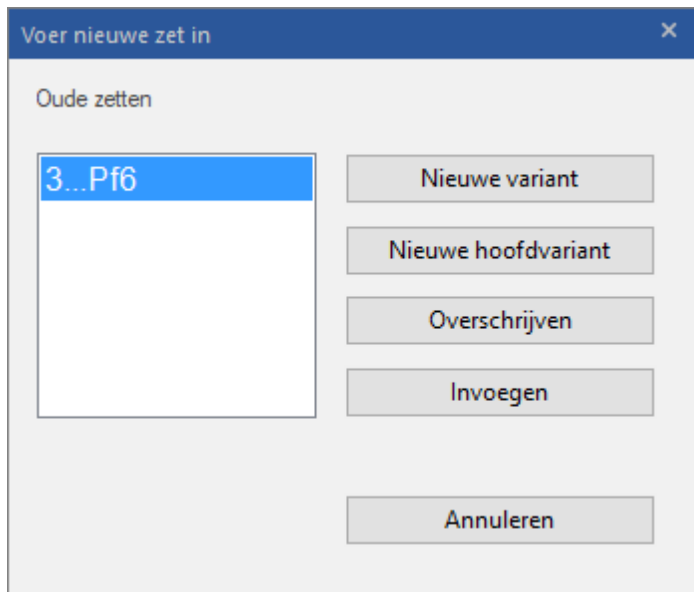 Voer nieuwe zet in
Oude zetten
3...Pf6
Nieuwe variant
Nieuwe hoofdvariant
Overschrijven
Invoegen
Annuleren